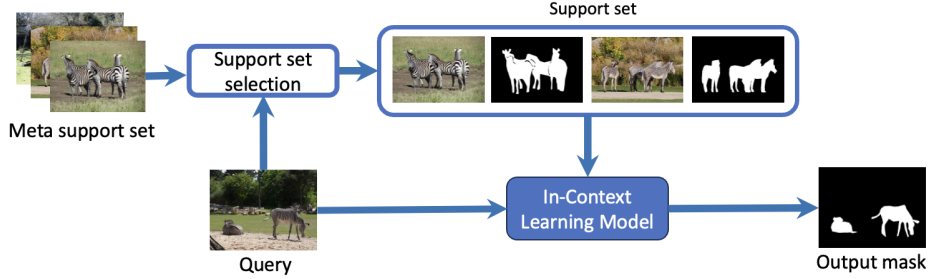 Support set
Support set
selection
Meta support set
In-Context
Learning Model
Query
Output mask